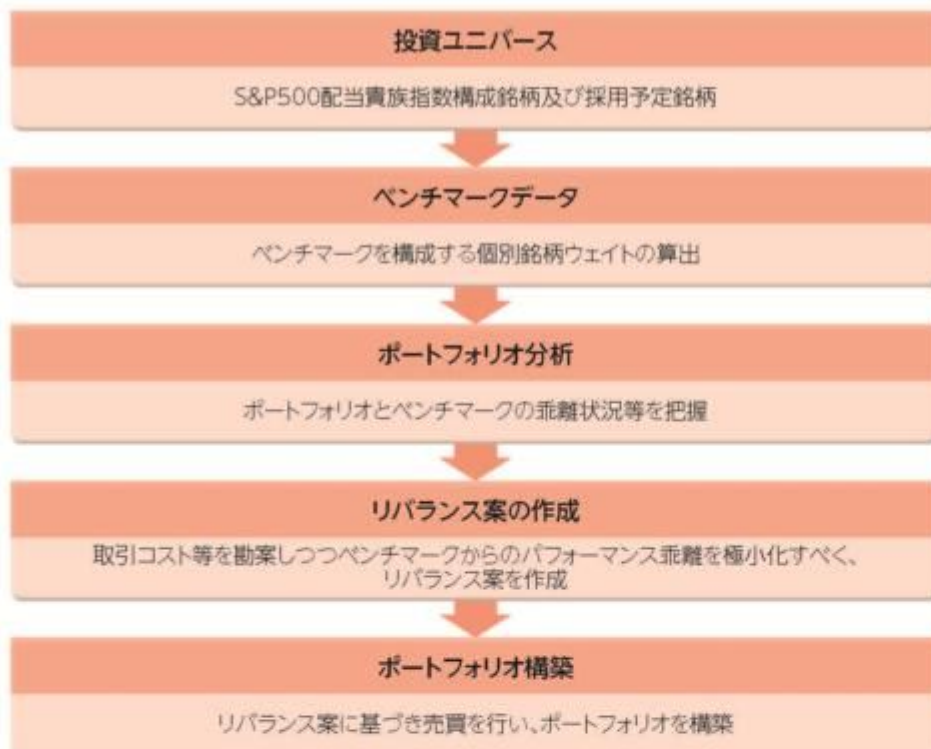 投資ユニバース
S&P500配当貴族指数構成銘柄及び採用予定銘柄
ベンチマークデータ
ベンチマークを構成する個別銘柄ウェイトの算出
ポートフォリオ分析
ポートフォリオとベンチマークの乖離状況等を把握
リバランス案の作成
取引コスト等を勘案しつつベンチマークからのパフォーマンス乖離を極小化すべく、
リバランス案を作成
ポートフォリオ構築
リバランス案に基づき売買を行い、ポートフォリオを構築